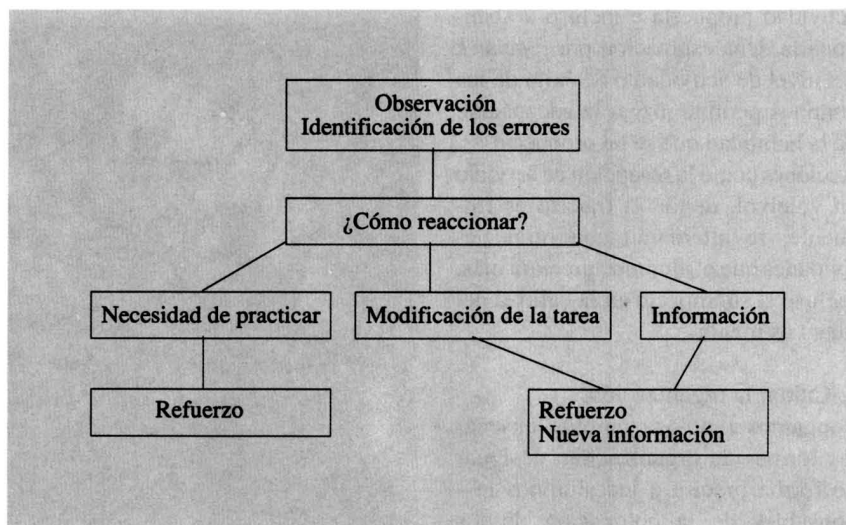 Observación
Identificación de los errores
¿Cómo reaccionar?
Necesidad de practicar
Modificación de la tarea
Información
Refuerzo
Refuerzo
Nueva información